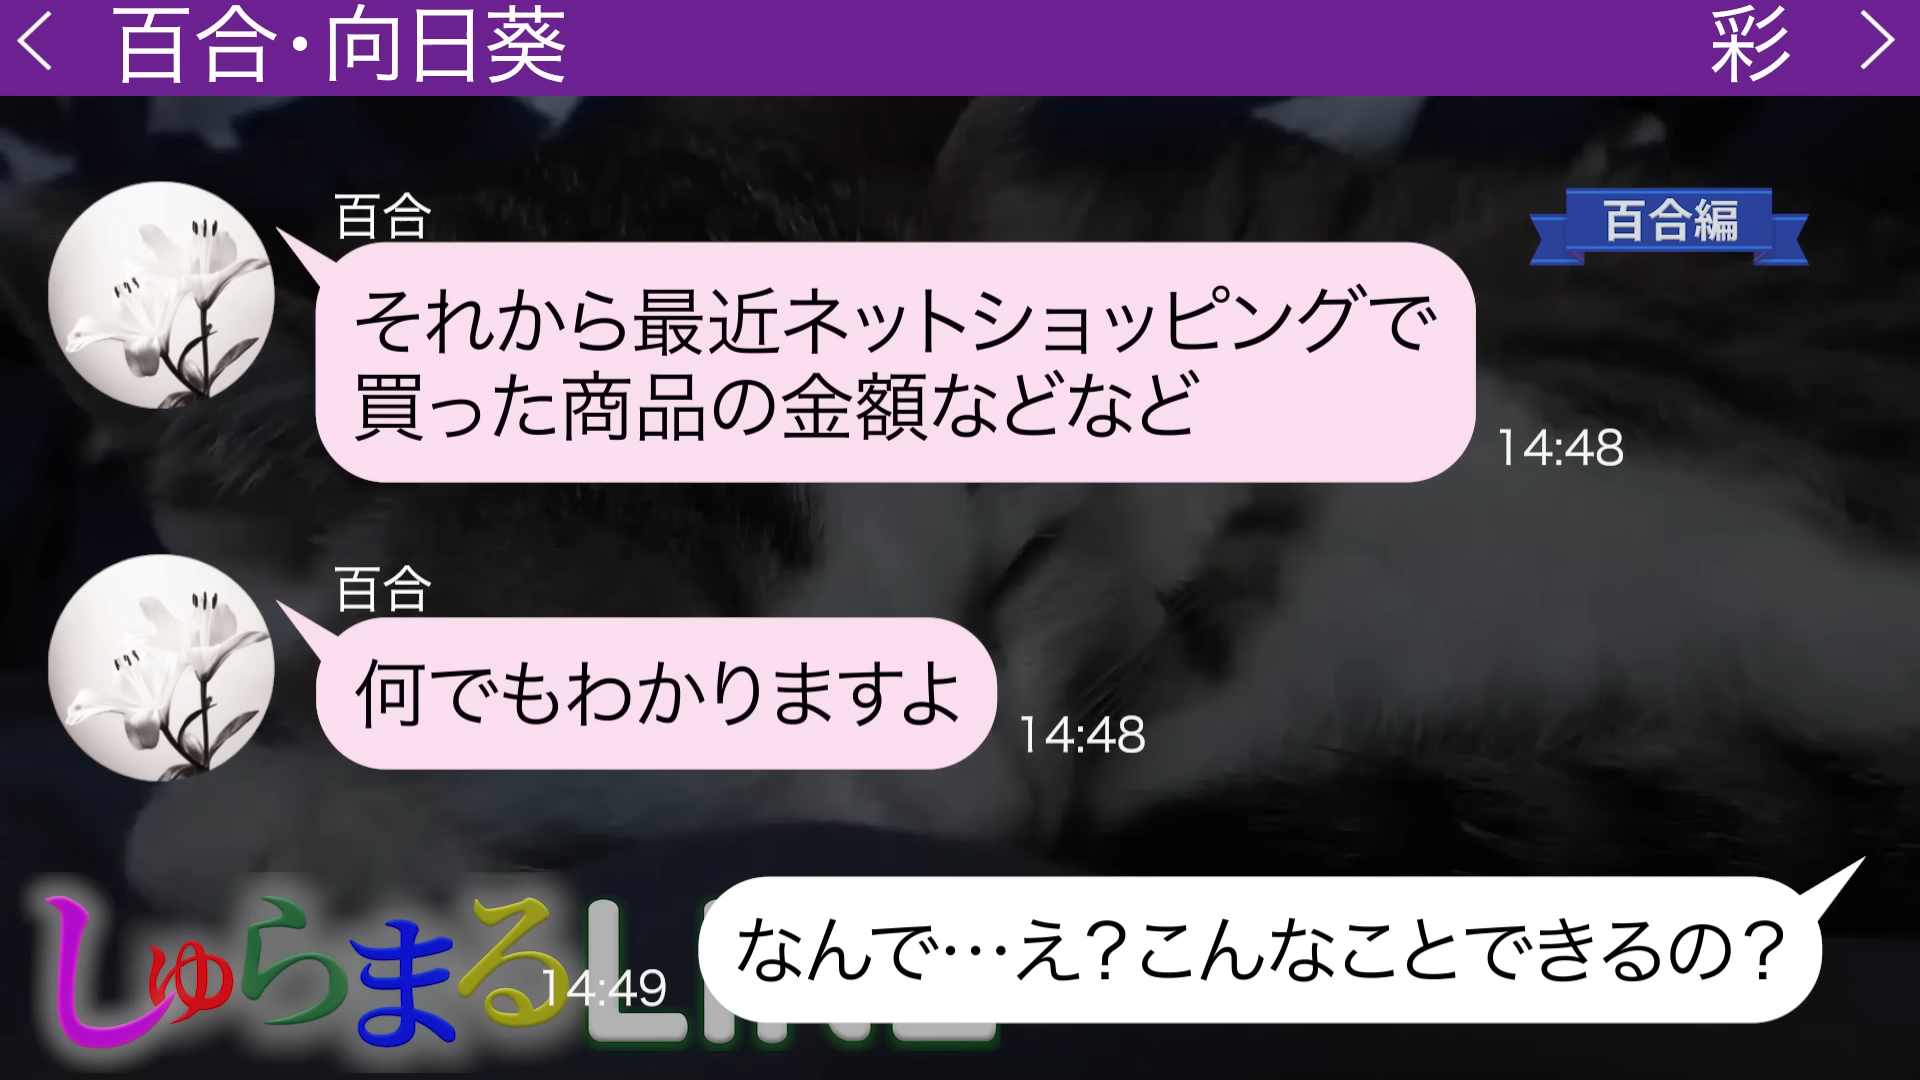 百合・向日葵
彩
百合編
百合
それから最近ネットショッピングで
買った商品の金額などなど
14:48
百合
何でもわかりますよ
14:48
なんで…え？こんなことできるの？
14:49
しゅらまるLINE